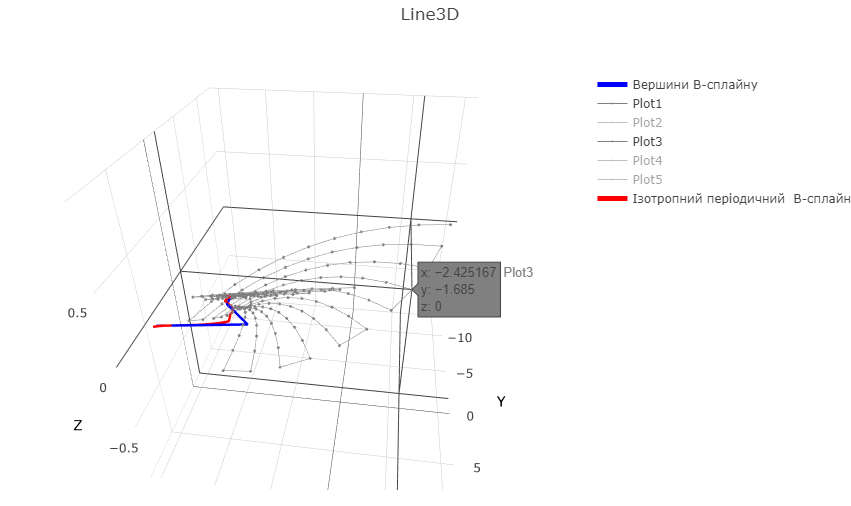 Line3D
Вершини B-сплайну
Plot1
Plot2
Plot3
Plot4
Plot5
Ізотропний періодичний  B-сплайн
x: −2.425167
y: −1.685
z: 0
Plot3
0.5
0
−0.5
Z
−10
−5
0
5
Y